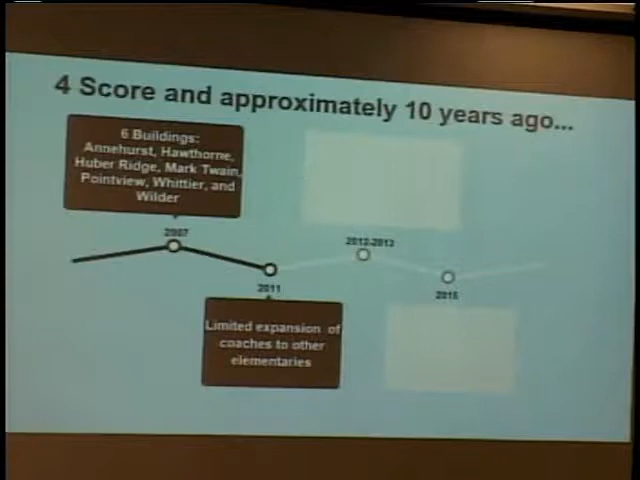 4 Score and approximately 10 years ago...
6 Buildings:
Annehurst, Hawthorne,
Huber Ridge, Mark Twain,
Pointview, Whittier, and
Wilder
2007
2012-2013
2011
2015
Limited expansion of
coaches to other
elementaries